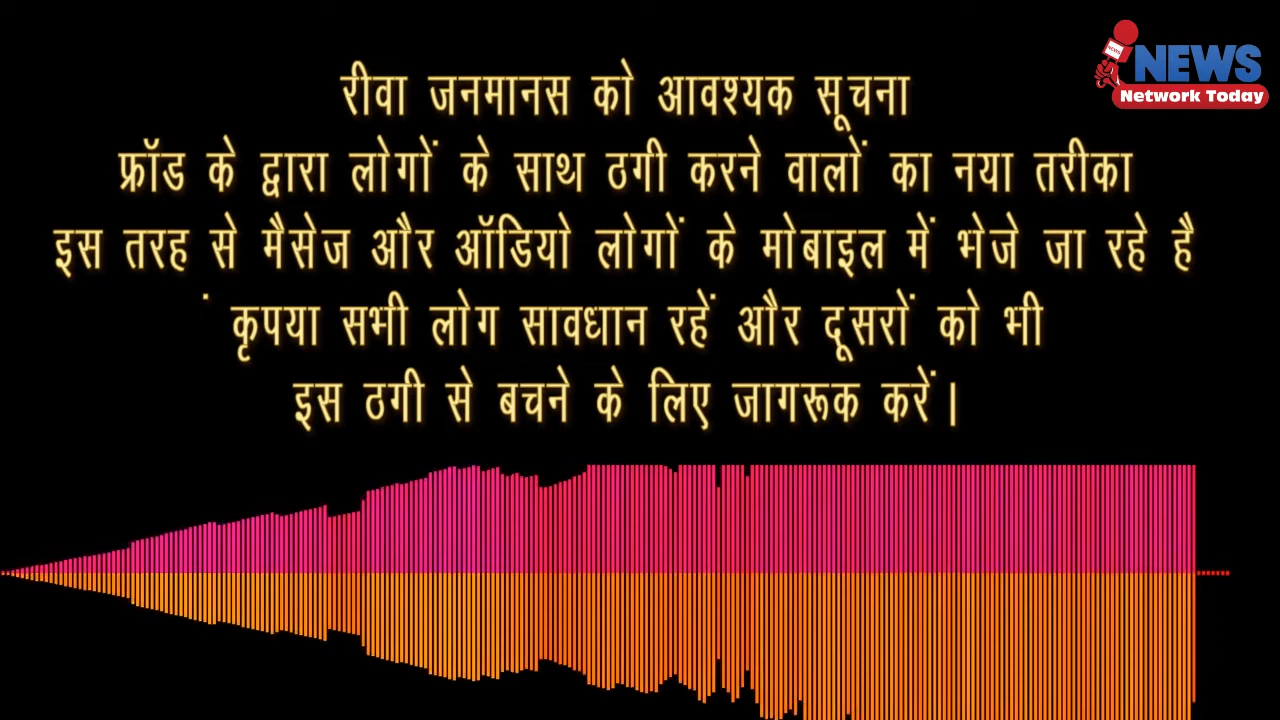 NEWS
iNEWS
Network Today
रीवा जनमानस को आवश्यक सूचना
फ्रॉड के द्वारा लोगों के साथ ठगी करने वालों का नया तरीका
इस तरह से मैसेज और ऑडियो लोगों के मोबाइल में भेजे जा रहे है
ं कृपया सभी लोग सावधान रहें और दूसरों को भी
इस ठगी से बचने के लिए जागरूक करें।